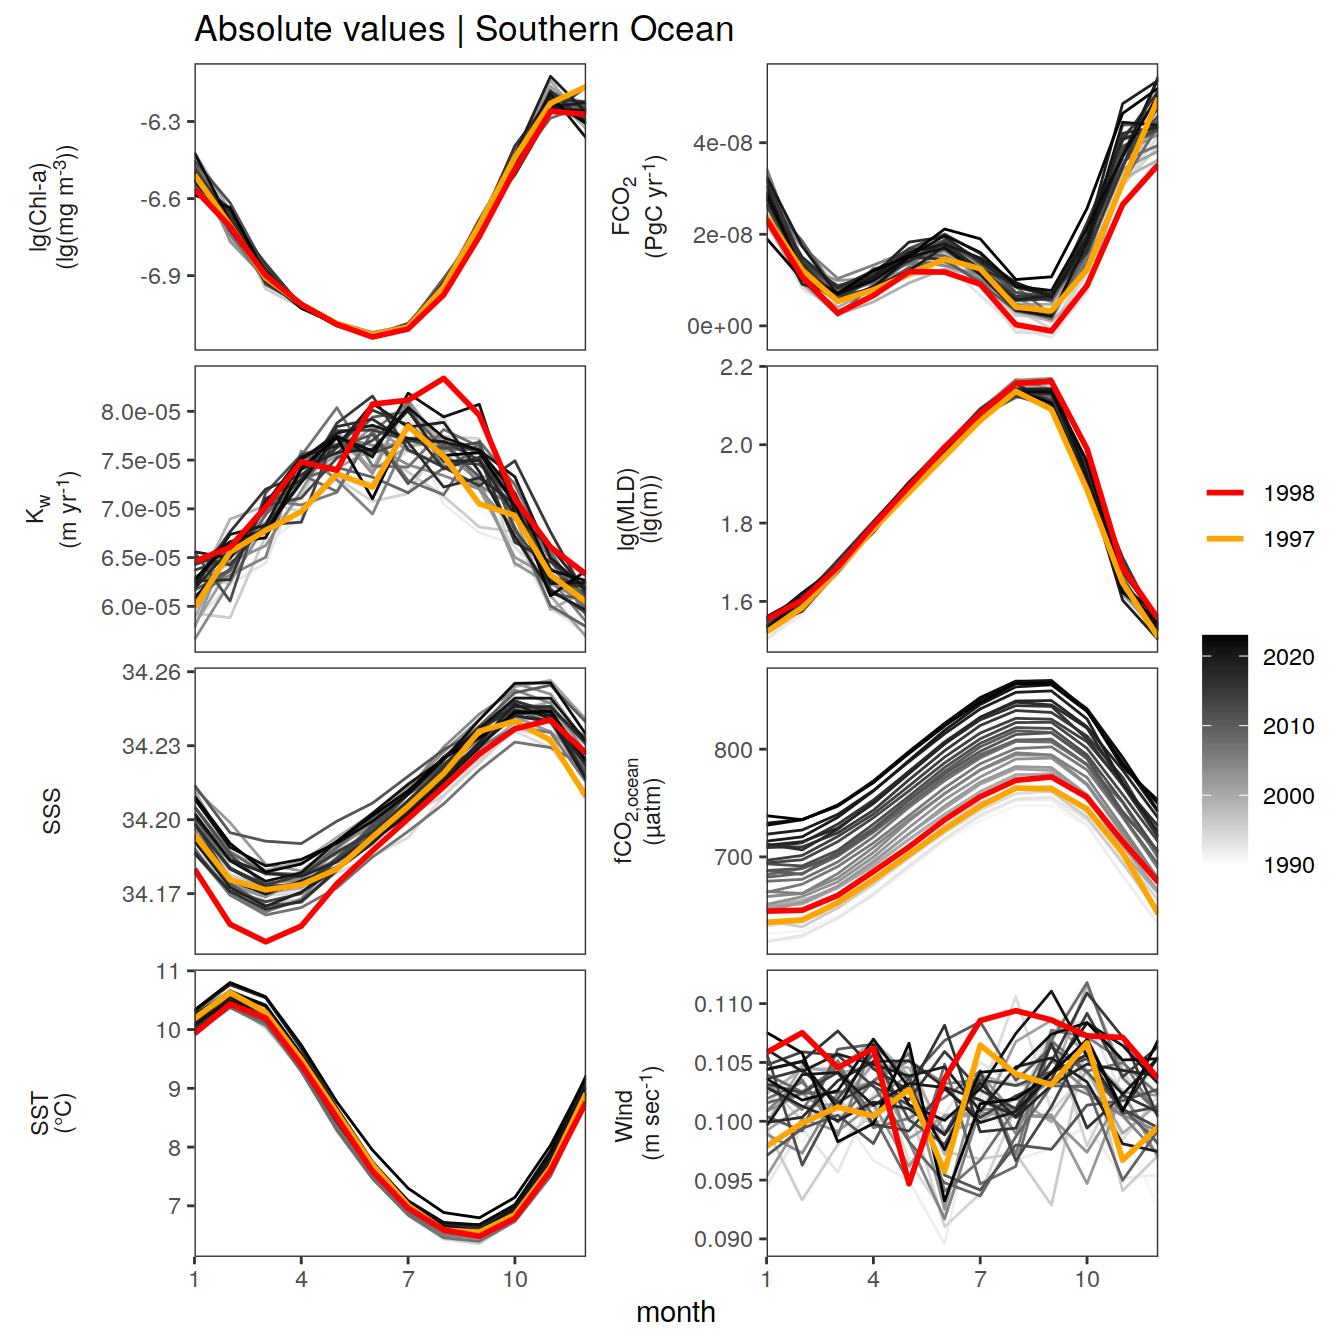 Absolute values | Southern Ocean
lg(Chl-a)
(lg(mg m⁻³))
-6.3
-6.6
-6.9
FCO₂
(PgC yr⁻¹)
4e-08
2e-08
0e+00
K_w
(m yr⁻¹)
8.0e-05
7.5e-05
7.0e-05
6.5e-05
6.0e-05
lg(MLD)
(lg(m))
2.2
2.0
1.8
1.6
SSS
34.26
34.23
34.20
34.17
fCO₂,ocean
(µatm)
800
700
SST
(°C)
11
10
9
8
7
Wind
(m sec⁻¹)
0.110
0.105
0.100
0.095
0.090
1 4 7 10
1 4 7 10
month
1998
1997
2020
2010
2000
1990